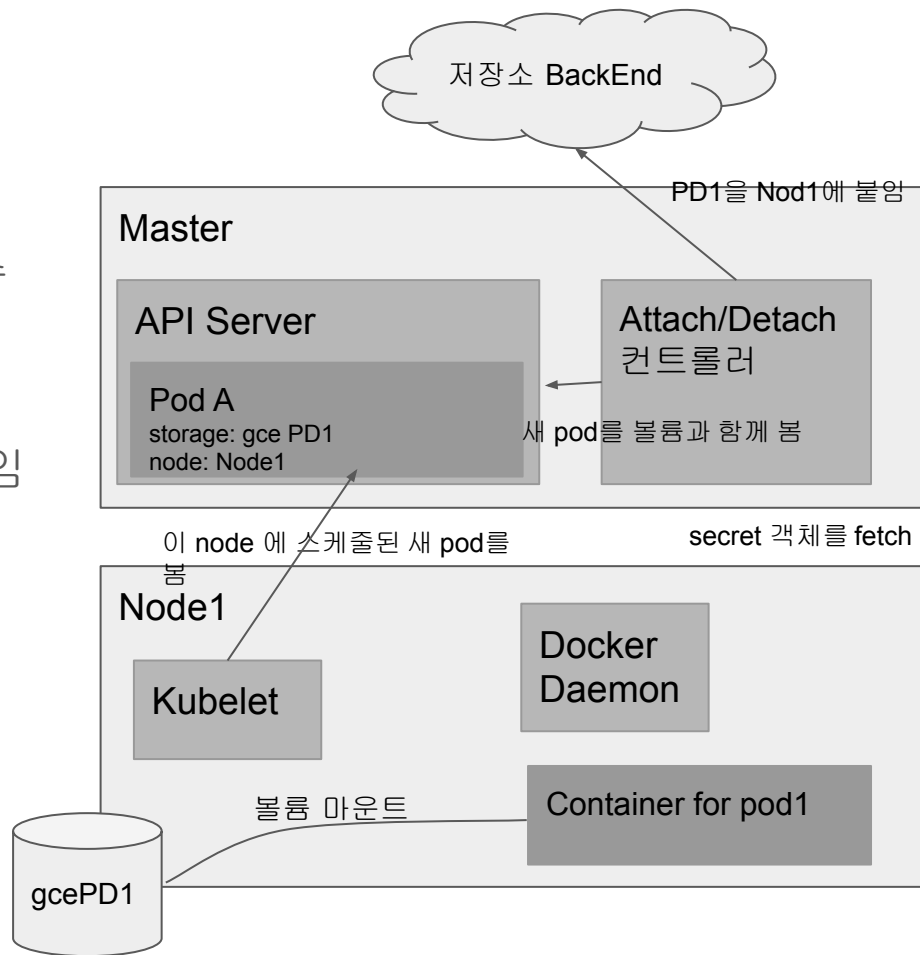 저장소 BackEnd
PD1을 Nod1에 붙임
Master
API Server
Attach/Detach
컨트롤러
Pod A
storage: gce PD1
node: Node1
새 pod를 볼륨과 함께 봄
임
이 node 에 스케줄된 새 pod를
봄
secret 객체를 fetch
Node1
Kubelet
Docker
Daemon
볼륨 마운트
Container for pod1
gcePD1